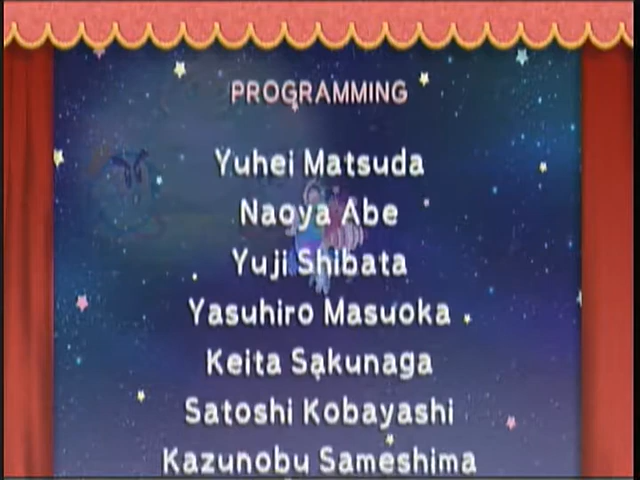 PROGRAMMING
Yuhei Matsuda
Naoya Abe
Yuji Shibata
Yasuhiro Masuoka
Keita Sakunaga
Satoshi Kobayashi
Kazunobu Sameshima